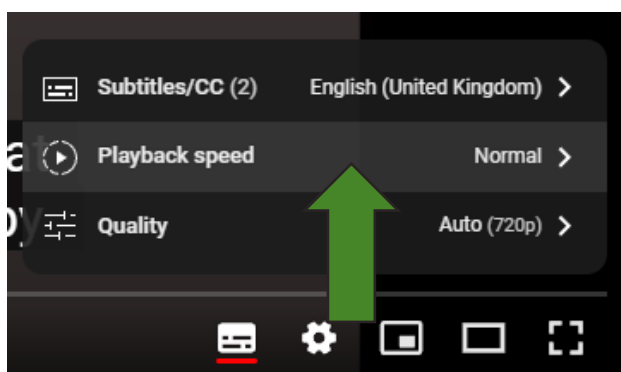 Subtitles/CC (2) English (United Kingdom)
Playback speed Normal
Quality Auto (720p)